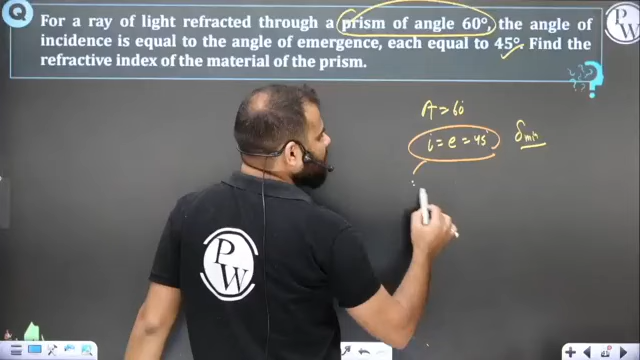 Q For a ray of light refracted through a prism of angle 60°, the angle of
incidence is equal to the angle of emergence, each equal to 45°. Find the
refractive index of the material of the prism.
A = 60
i = e = 45° δmin
PW
PW